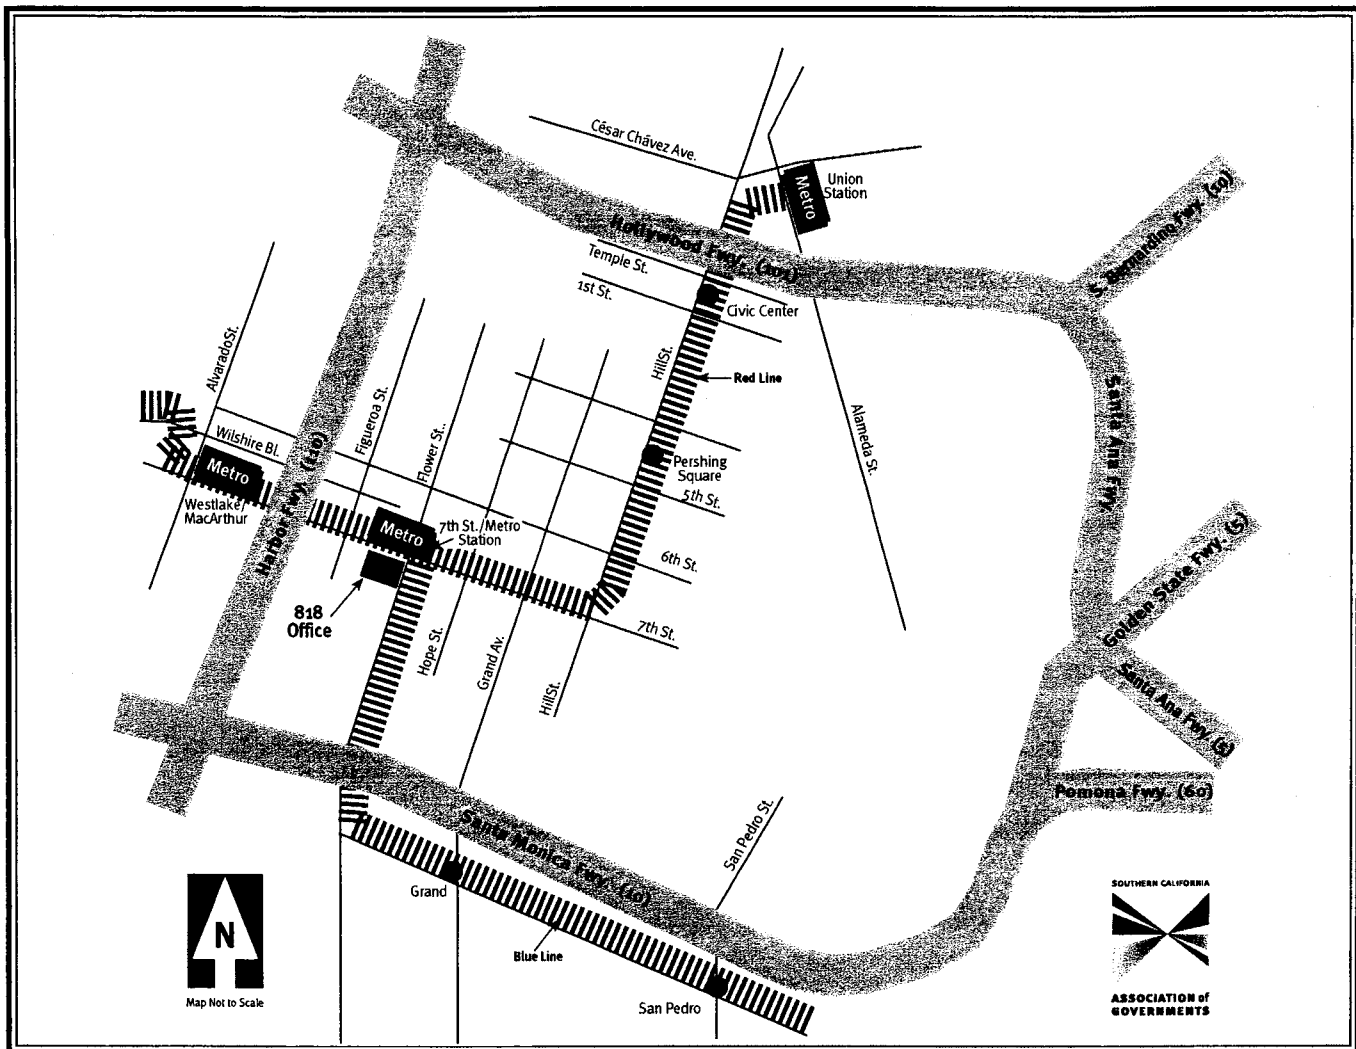 César Chávez Ave.
Metro
Union
Station
S. Bernardino Fwy. (10)
Hollywood Fwy. (101)
Temple St.
1st St.
Civic Center
Alvarado St.
Hill St.
Red Line
Figueroa St.
Flower St.
Santa Ana Fwy.
Alameda St.
Wilshire Bl.
Metro
Westlake/
MacArthur
Harbor Fwy. (110)
Pershing
Square
5th St.
Metro
7th St./Metro
Station
6th St.
Golden State Fwy. (5)
818
Office
7th St.
Hope St.
Grand Av.
Hill St.
Santa Ana Fwy. (5)
Pomona Fwy. (60)
Santa Monica Fwy. (10)
San Pedro St.
Grand
Blue Line
San Pedro
N
Map Not to Scale
SOUTHERN CALIFORNIA
ASSOCIATION of
GOVERNMENTS